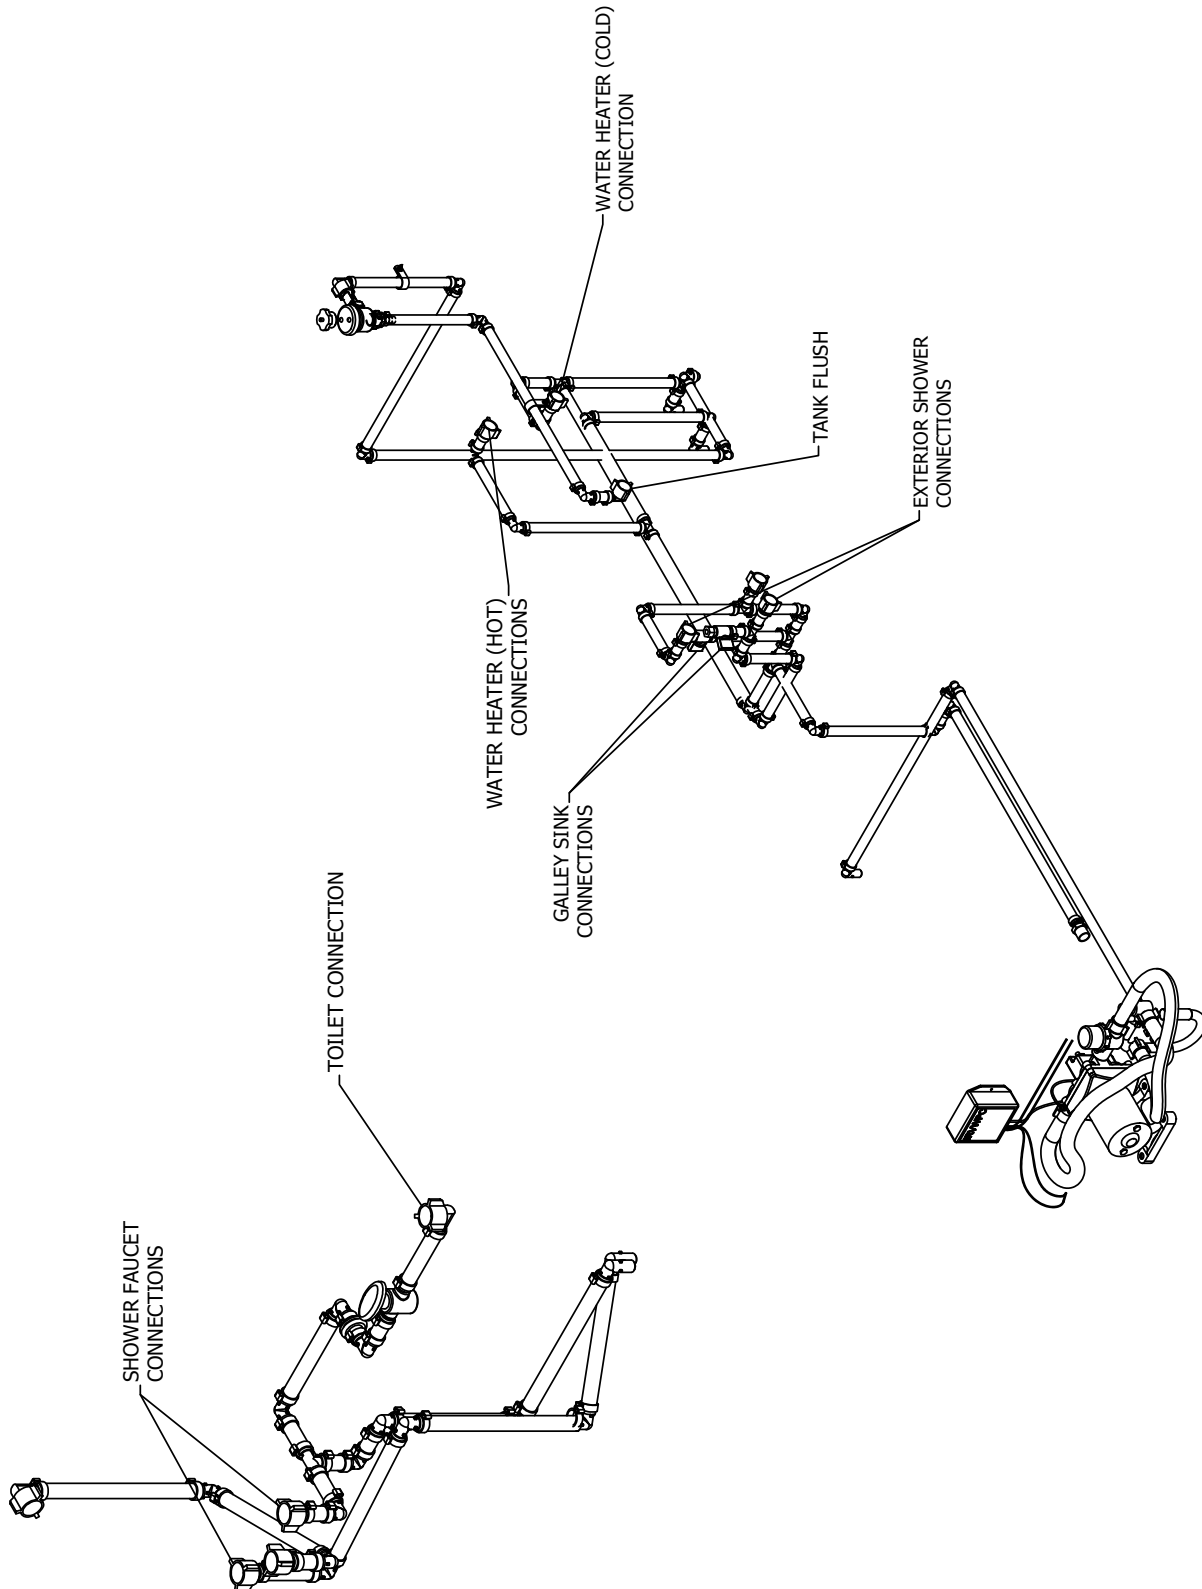 WATER HEATER (COLD)
CONNECTION
TANK FLUSH
EXTERIOR SHOWER
CONNECTIONS
WATER HEATER (HOT)
CONNECTIONS
GALLEY SINK
CONNECTIONS
TOILET CONNECTION
SHOWER FAUCET
CONNECTIONS